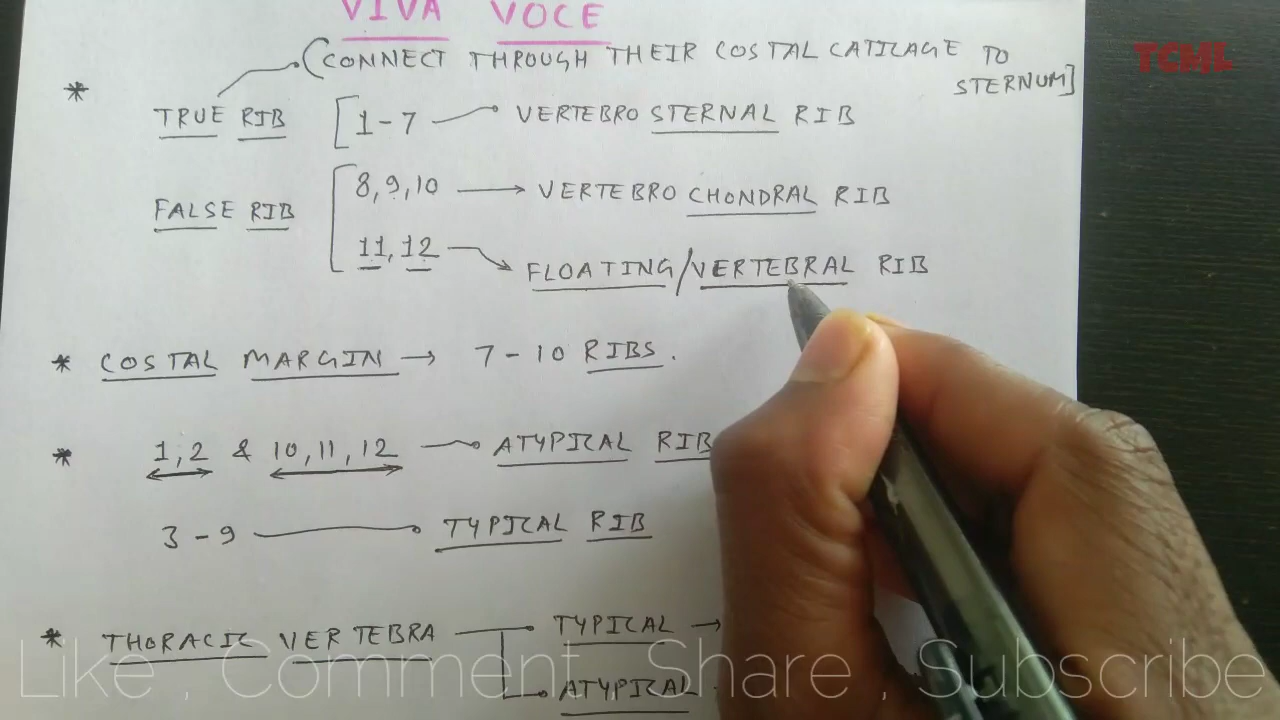 VIVA VOCE
(CONNECT THROUGH THEIR COSTAL CATILAGE TO
STERNUM]
TCML
* TRUE RIB [1-7 VERTEBRO STERNAL RIB
8,9,10 → VERTEBRO CHONDRAL RIB
FALSE RIB
11,12 → FLOATING/VERTEBRAL RIB
* COSTAL MARGIN → 7-10 RIBS.
* 1,2 & 10,11,12 ATYPICAL RIB
3-9 TYPICAL RIB
* THORACIC VERTEBRA TYPICAL →
ATYPICAL
Like , Comment , Share , Subscribe